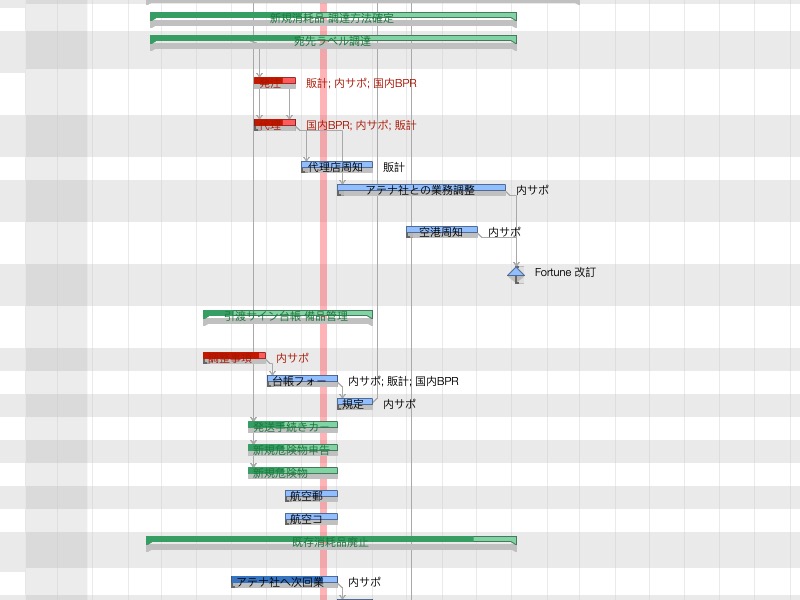 新規消耗品 調達方法確定
宛先ラベル調達
発注 販計; 内サポ; 国内BPR
代理 国内BPR; 内サポ; 販計
代理店周知 販計
アテナ社との業務調整 内サポ
空港周知 内サポ
Fortune 改訂
引渡サイン台帳 備品管理
調整事項 内サポ
台帳フォー 内サポ; 販計; 国内BPR
規定 内サポ
発送手続きカー
新規危険物申告
新規危険物
航空郵
航空コ
既存消耗品廃止
アテナ社へ次回業 内サポ